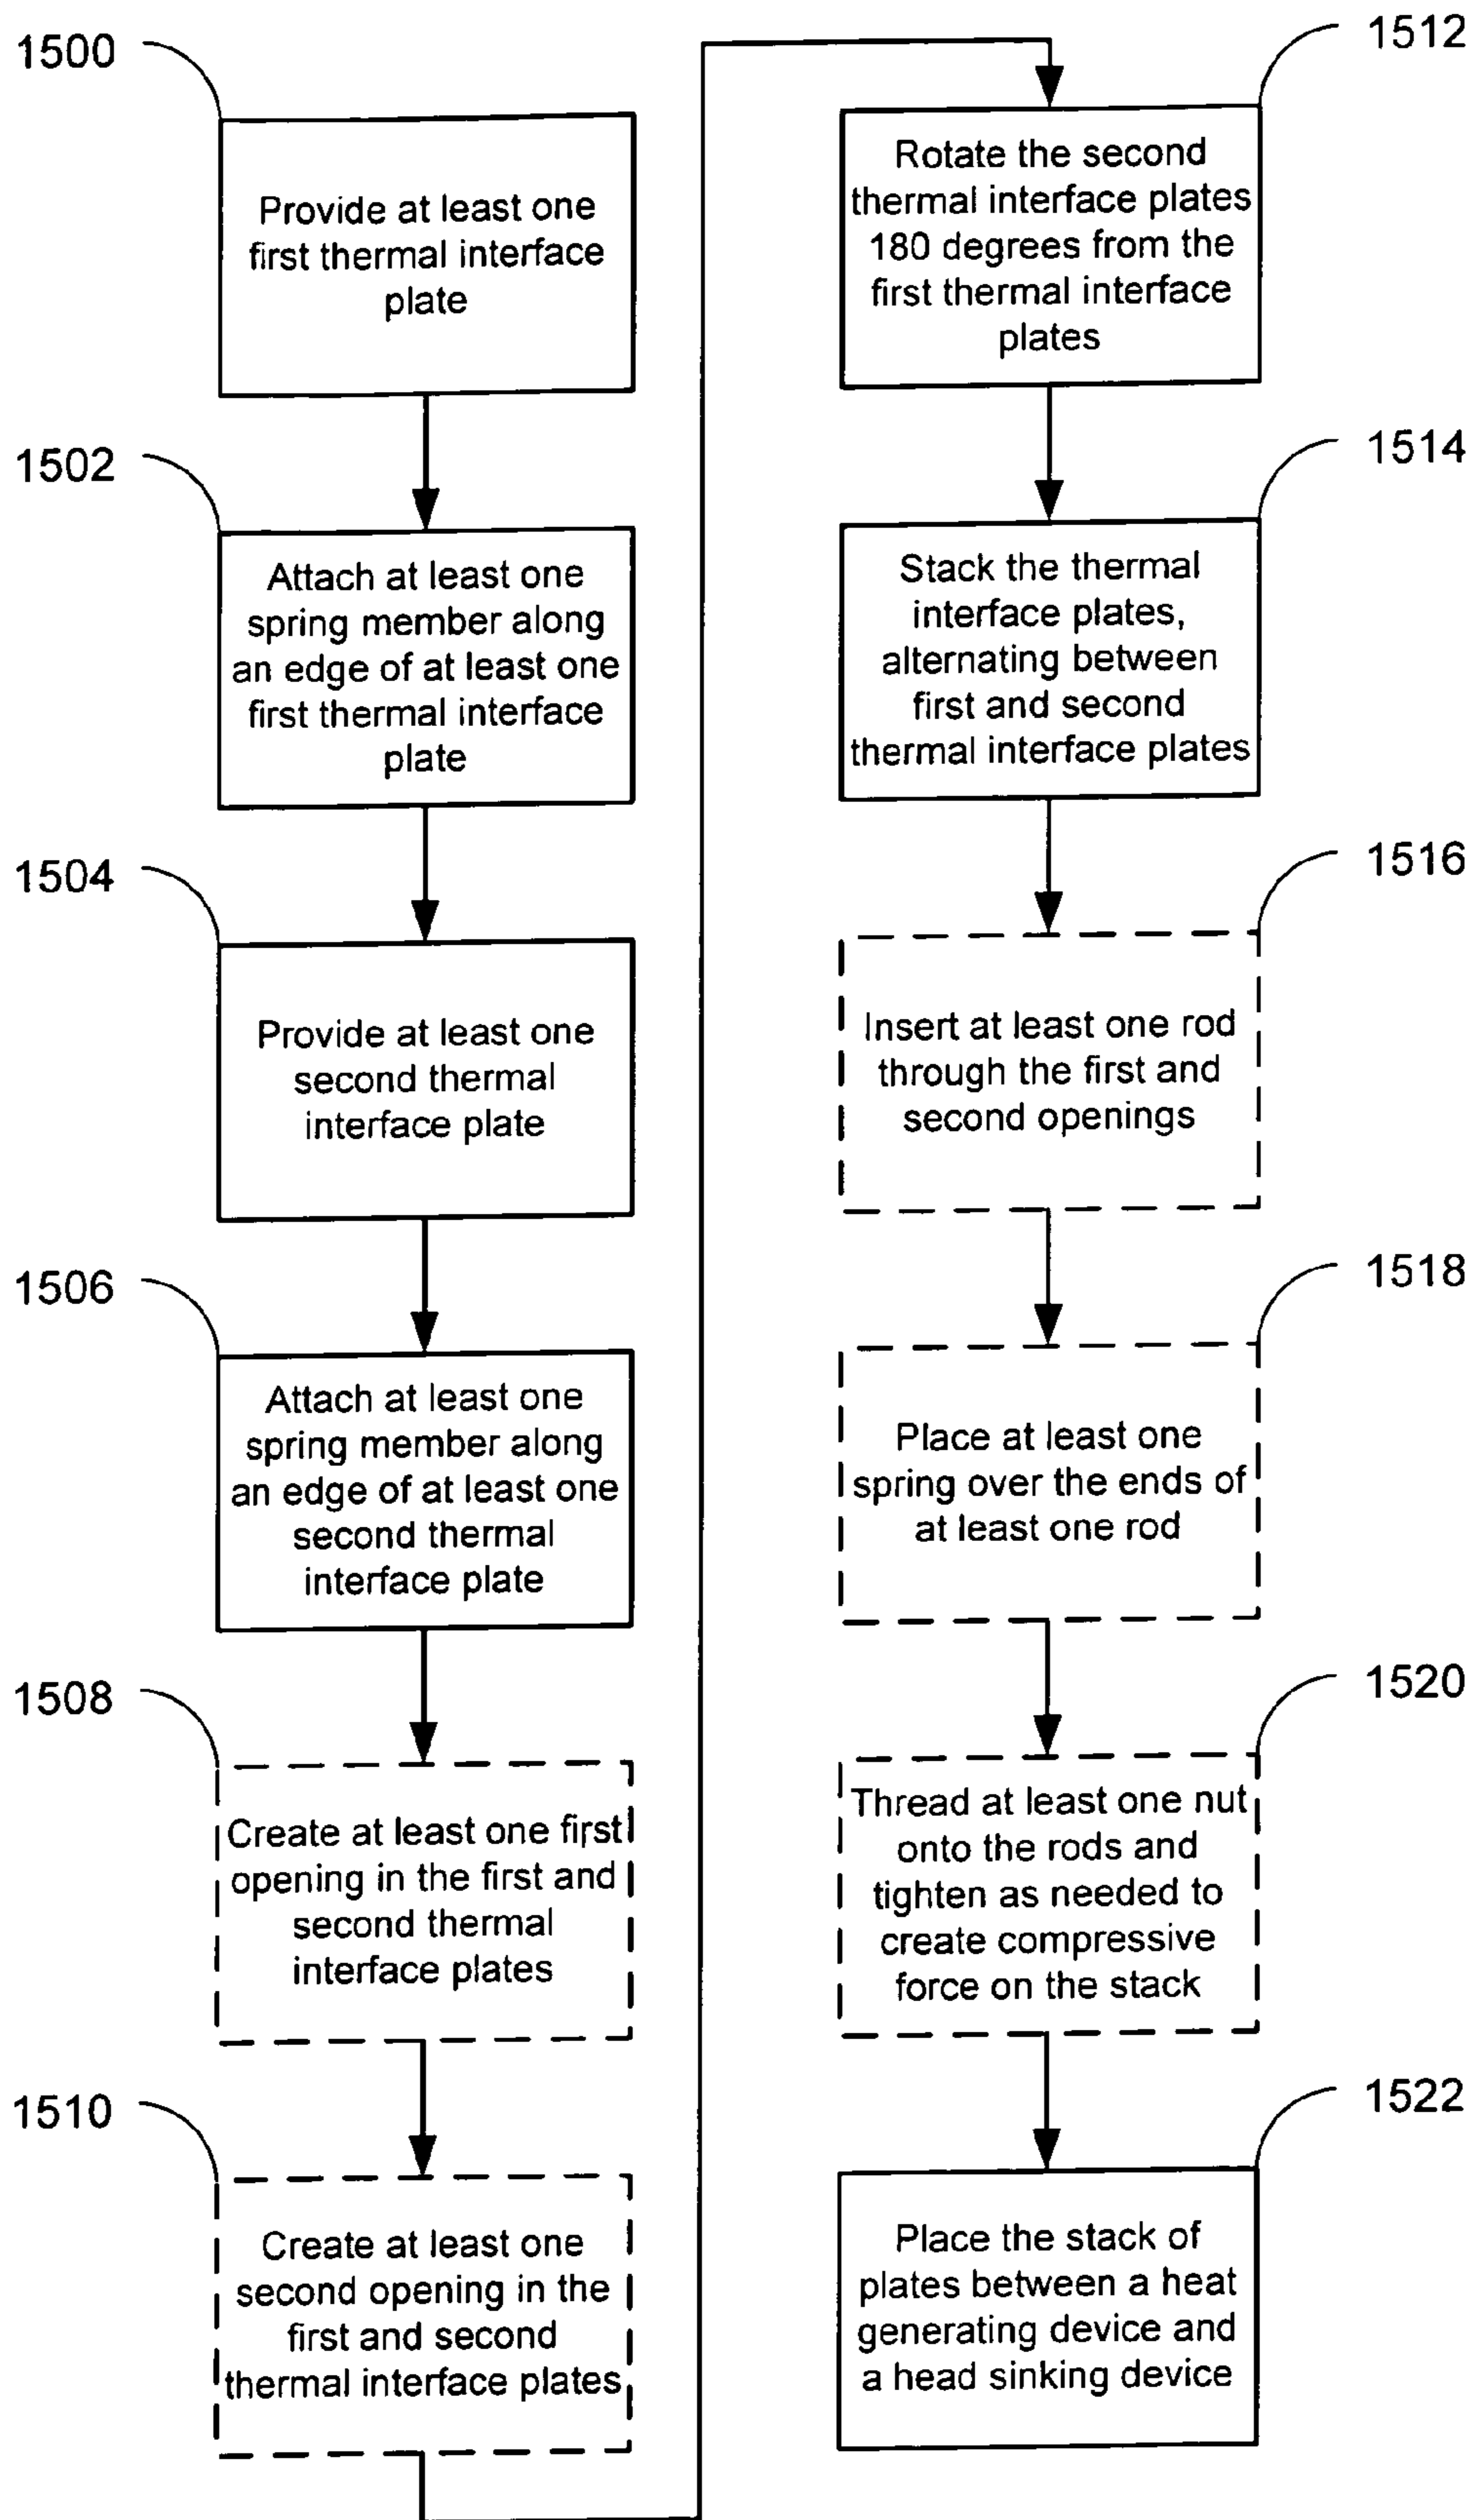 1500
Provide at least one
first thermal interface
plate
1502
Attach at least one
spring member along
an edge of at least one
first thermal interface
plate
1504
Provide at least one
second thermal
interface plate
1506
Attach at least one
spring member along
an edge of at least one
second thermal
interface plate
1508
Create at least one first
opening in the first and
second thermal
interface plates
1510
Create at least one
second opening in the
first and second
thermal interface plates
1512
Rotate the second
thermal interface plates
180 degrees from the
first thermal interface
plates
1514
Stack the thermal
interface plates,
alternating between
first and second
thermal interface plates
1516
Insert at least one rod
through the first and
second openings
1518
Place at least one
spring over the ends of
at least one rod
1520
Thread at least one nut
onto the rods and
tighten as needed to
create compressive
force on the stack
1522
Place the stack of
plates between a heat
generating device and
a head sinking device